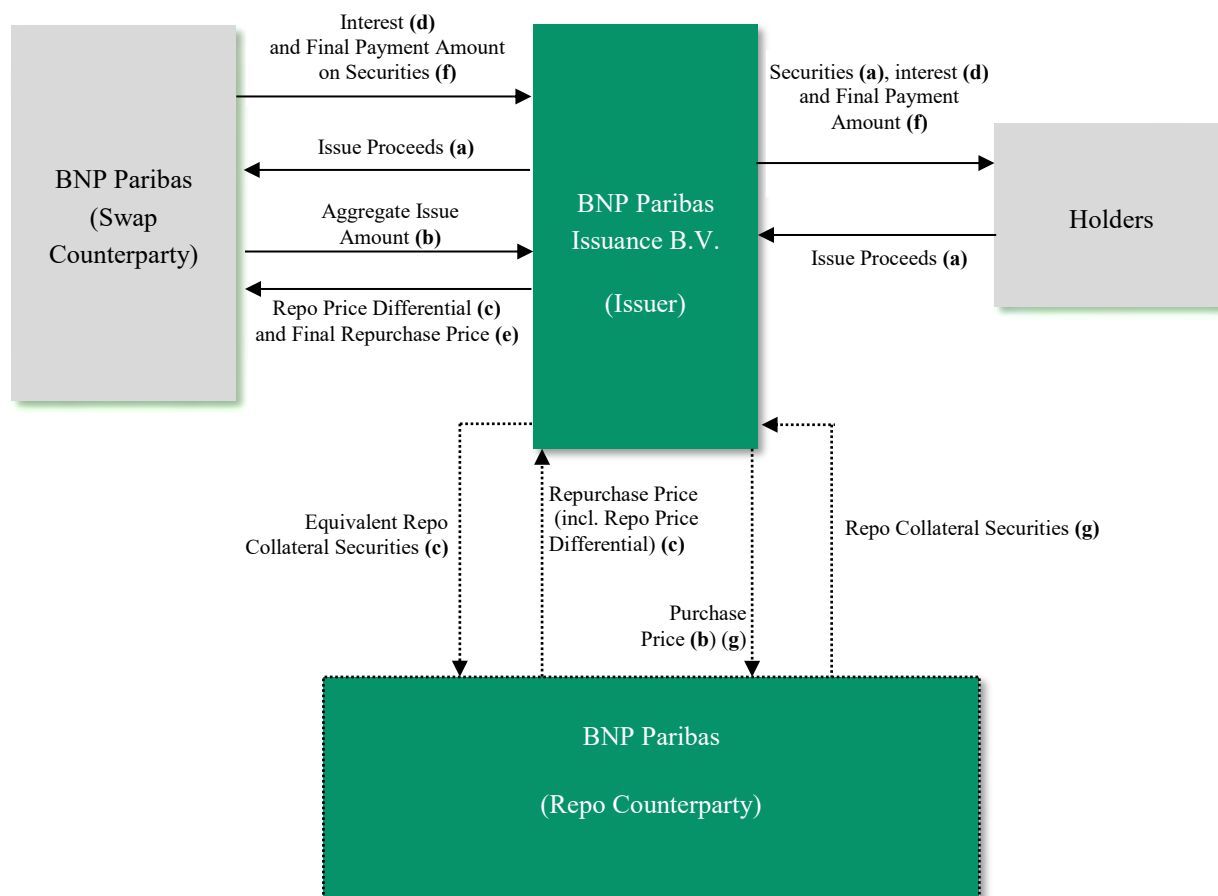 Interest (d)
and Final Payment Amount
on Securities (f)
Issue Proceeds (a)
Aggregate Issue
Amount (b)
Repo Price Differential (c)
and Final Repurchase Price (e)
BNP Paribas
(Swap
Counterparty)
BNP Paribas
Issuance B.V.
(Issuer)
Securities (a), interest (d)
and Final Payment
Amount (f)
Issue Proceeds (a)
Holders
Equivalent Repo
Collateral Securities (c)
Repurchase Price
(incl. Repo Price
Differential) (c)
Purchase
Price (b) (g)
Repo Collateral Securities (g)
BNP Paribas
(Repo Counterparty)